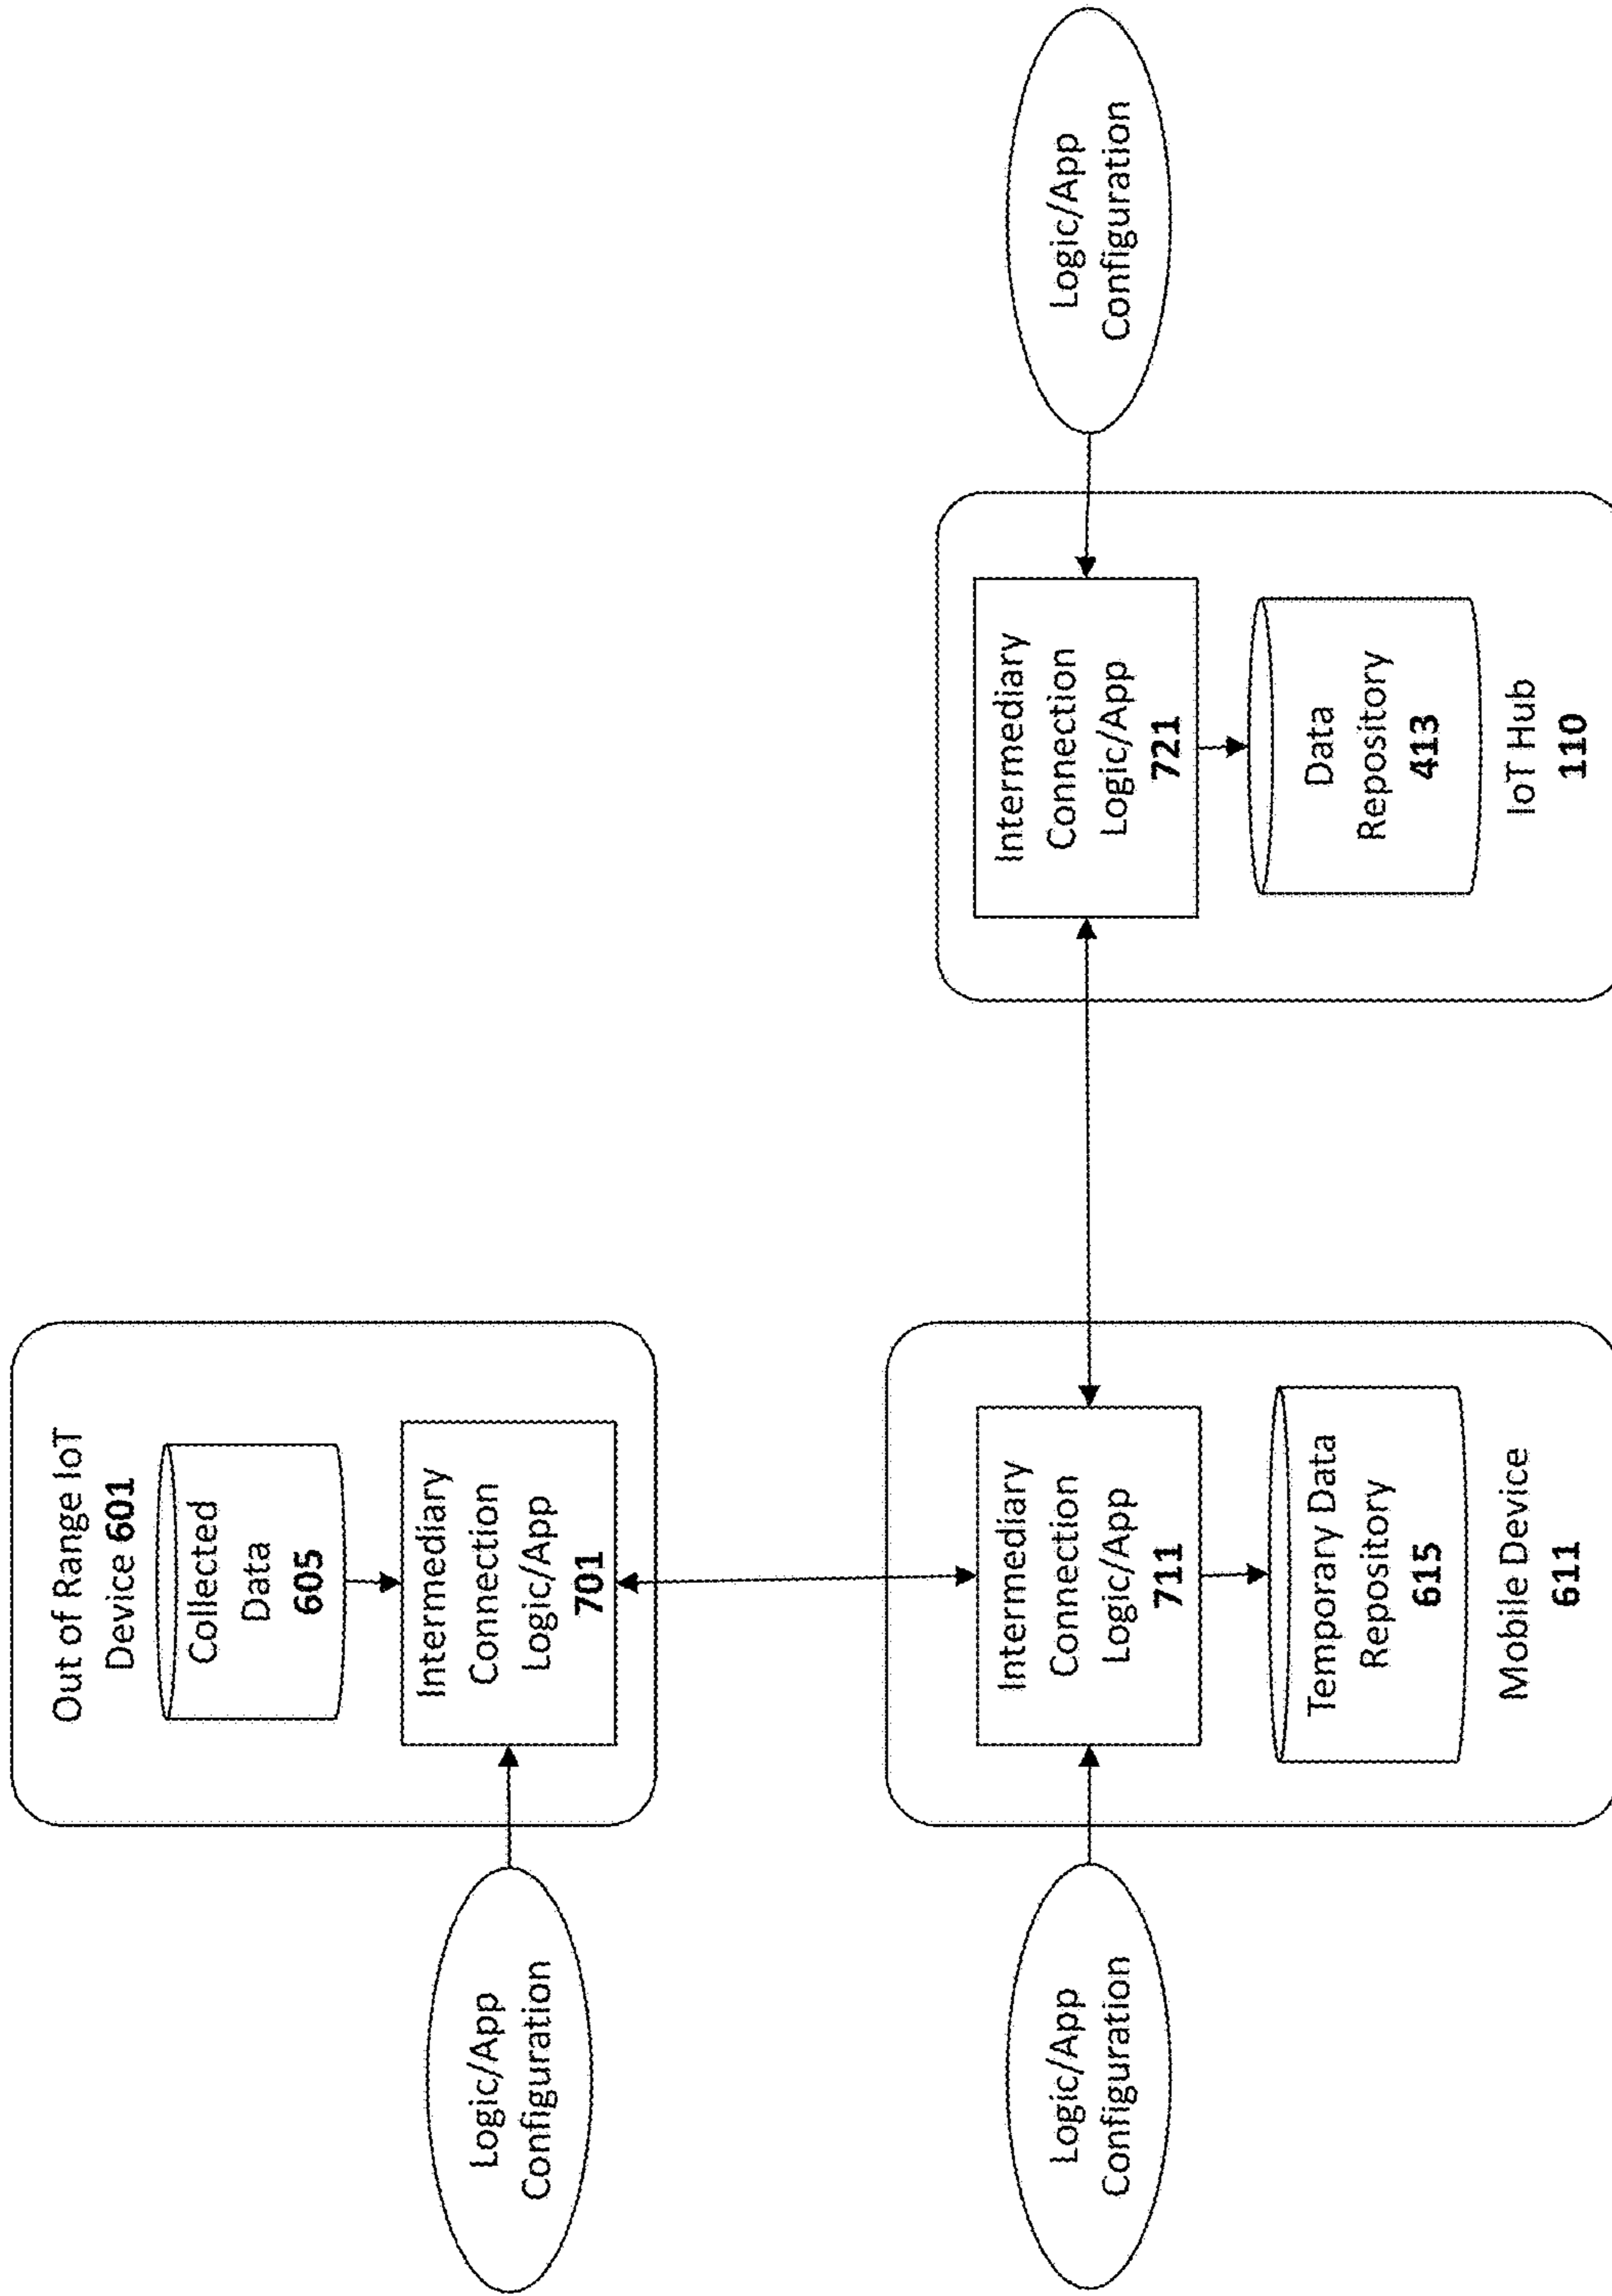 Out of Range IoT
Device 601
Collected
Data
605
Intermediary
Connection
Logic/App
701
Logic/App
Configuration
Logic/App
Configuration
Intermediary
Connection
Logic/App
711
Temporary Data
Repository
615
Mobile Device
611
Intermediary
Connection
Logic/App
721
Data
Repository
413
IoT Hub
110
Logic/App
Configuration